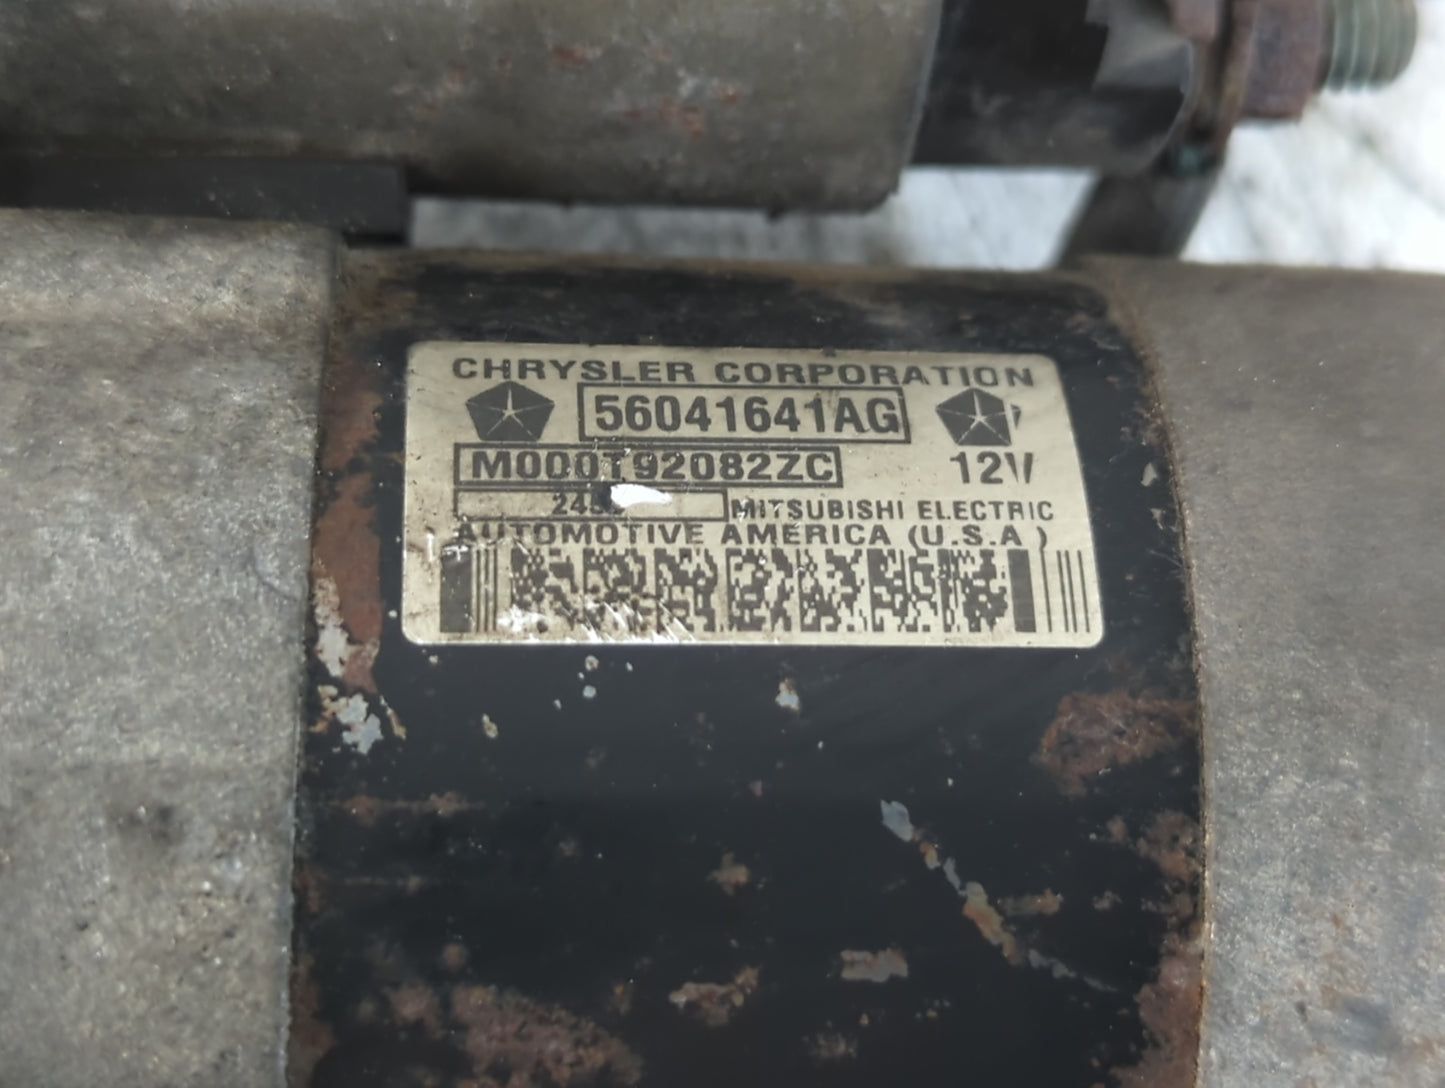 CHRYSLER CORPORATION
56041641AG
M000T92082ZC 12V
MITSUBISHI ELECTRIC
AUTOMOTIVE AMERICA (U.S.A)